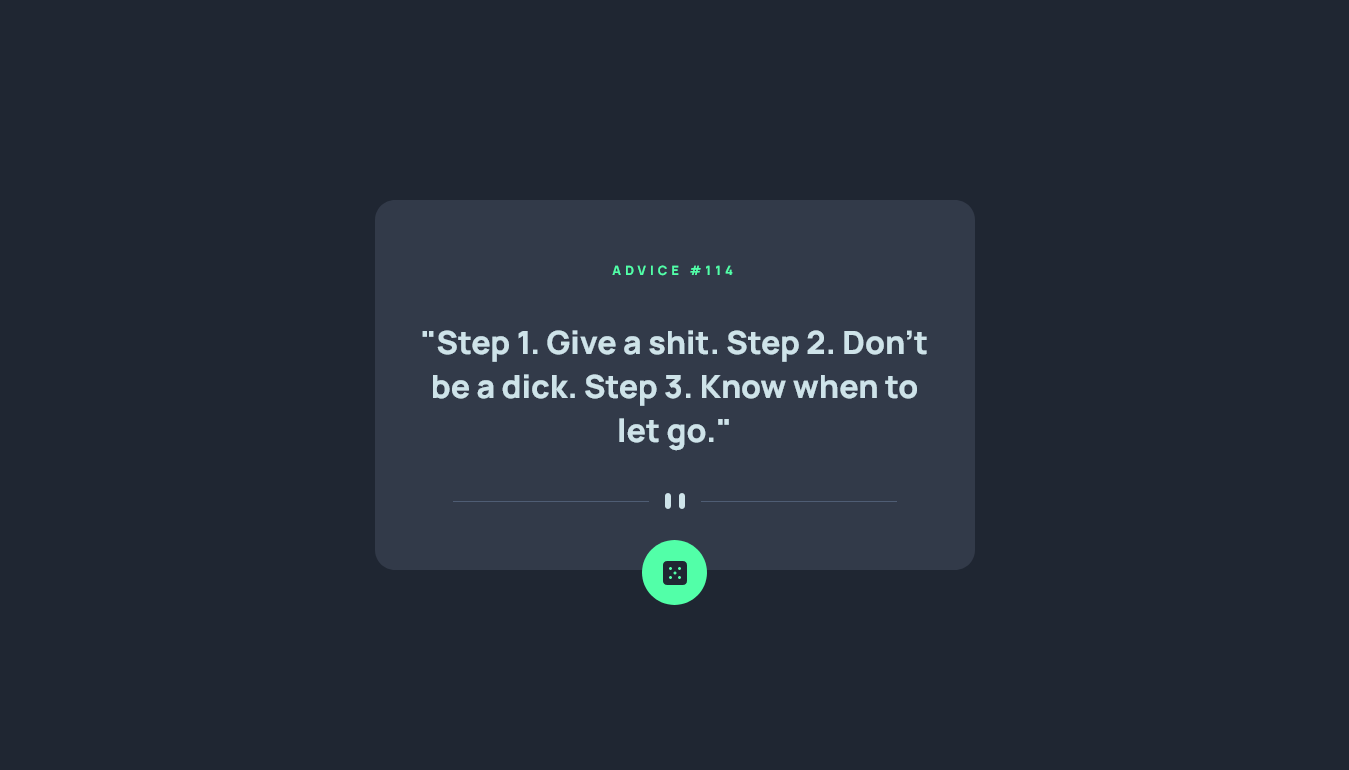 ADVICE #114
"Step 1. Give a shit. Step 2. Don’t
be a dick. Step 3. Know when to
let go."